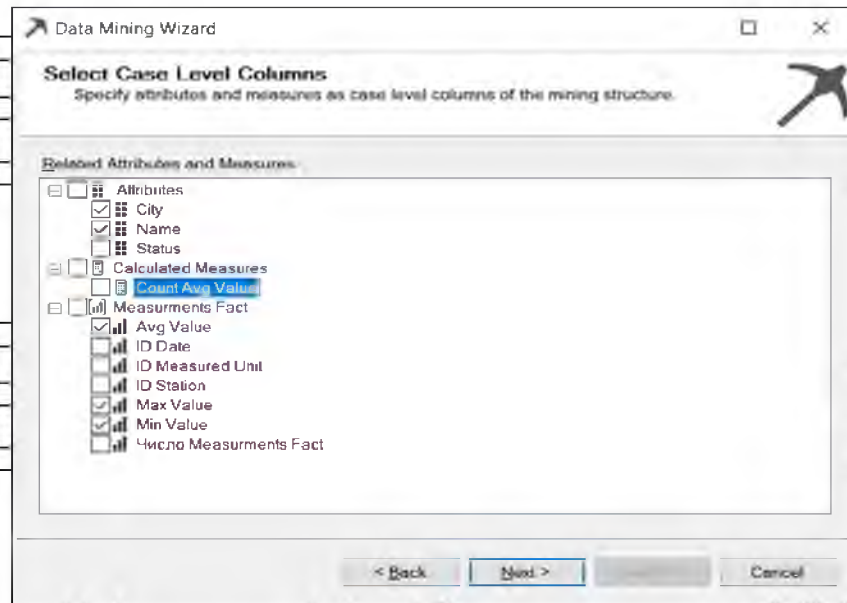 Data Mining Wizard
Select Case Level Columns
Specify attributes and measures as case level columns of the mining structure.
Related Attributes and Measures
Attributes
City
Name
Status
Calculated Measures
Count Avg Value
Measurments Fact
Avg Value
ID Date
ID Measured Unit
ID Station
Max Value
Min Value
Число Measurments Fact
< Back Next > Cancel